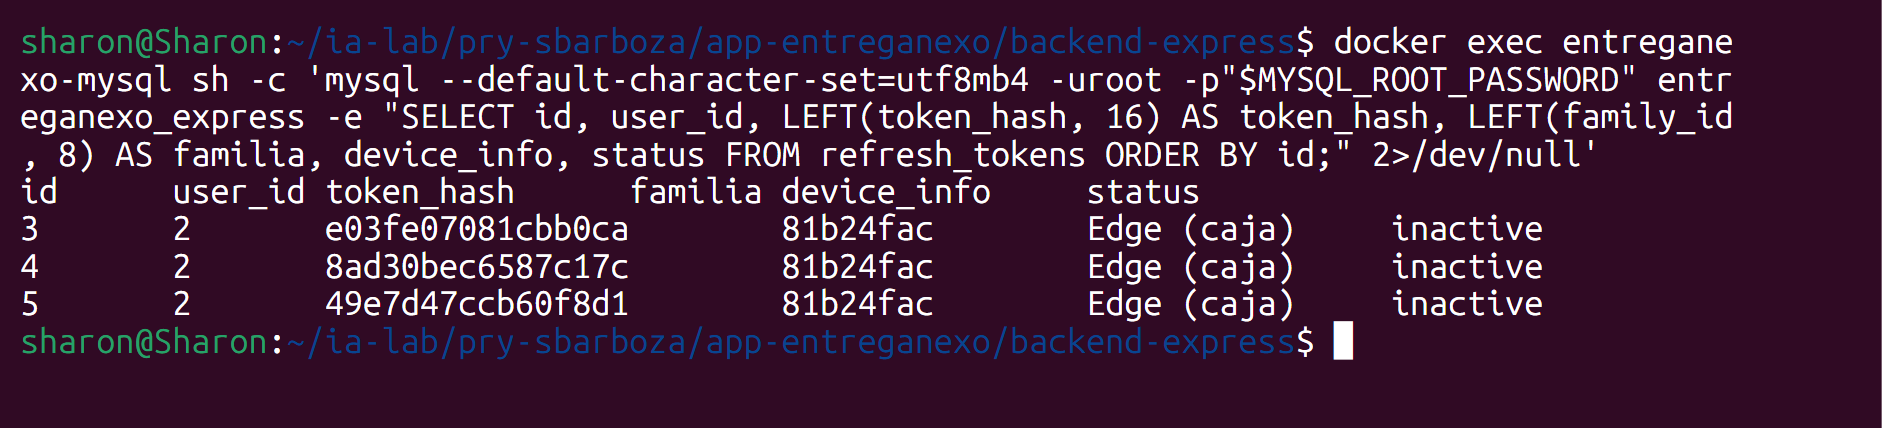 sharon@Sharon:~/ia-lab/pry-sbarboza/app-entreganexo/backend-express$ docker exec entregane
xo-mysql sh -c 'mysql --default-character-set=utf8mb4 -uroot -p"$MYSQL_ROOT_PASSWORD" entr
eganexo_express -e "SELECT id, user_id, LEFT(token_hash, 16) AS token_hash, LEFT(family_id
, 8) AS familia, device_info, status FROM refresh_tokens ORDER BY id;" 2>/dev/null'
id user_id token_hash familia device_info status
3 2 e03fe07081cbb0ca 81b24fac Edge (caja) inactive
4 2 8ad30bec6587c17c 81b24fac Edge (caja) inactive
5 2 49e7d47ccb60f8d1 81b24fac Edge (caja) inactive
sharon@Sharon:~/ia-lab/pry-sbarboza/app-entreganexo/backend-express$